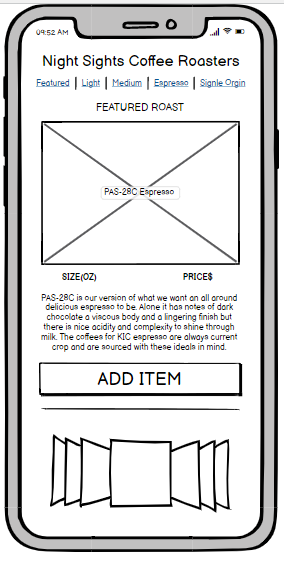 09:52 AM
Night Sights Coffee Roasters
Featured | Light | Medium | Espresso | Signle Orgin
FEATURED ROAST
PAS-28C Espresso
SIZE(OZ) PRICE$
PAS-28C is our version of what we want an all around
delicious espresso to be. Alone it has notes of dark
chocolate a viscous body and a lingering finish but
there is nice acidity and complexity to shine through
milk. The coffees for KIC espresso are always current
crop and are sourced with these ideals in mind.
ADD ITEM